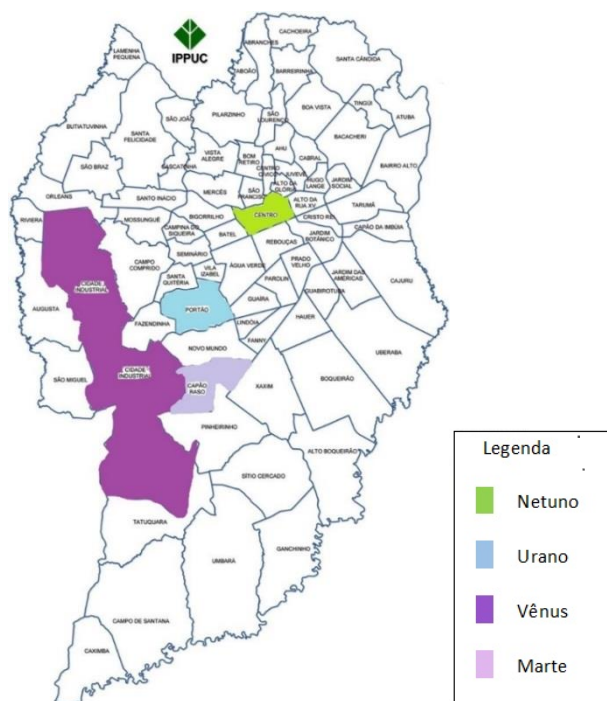 IPPUC
CACHOEIRA
ABRANCHES
SANTA CÂNDIDA
LAMENHA
PEQUENA
TABOÃO
BARREIRINHA
BOA VISTA
TINGÜI
ATUBA
PILARZINHO
SÃO
LOURENÇO
SÃO JOÃO
BUTIATUVINHA
SANTA
FELICIDADE
BACACHERI
AHU
BAIRRO ALTO
VISTA
ALEGRE
BOM
RETIRO
CABRAL
SÃO BRAZ
CASCATINHA
CENTRO
CÍVICO
JUVEVÊ
HUGO
LANGE
JARDIM
SOCIAL
ALTO DA
GLÓRIA
ORLEANS
SANTO INÁCIO
MERCÊS
SÃO
FRANCISCO
ALTO DA
RUA XV
TARUMÃ
RIVIERA
MOSSUNGUÊ
BIGORRILHO
CENTRO
CRISTO REI
CAMPINA DO
SIQUEIRA
BATEL
JARDIM
BOTÂNICO
CAPÃO DA IMBÚIA
REBOUÇAS
SEMINÁRIO
CAMPO
COMPRIDO
VILA
IZABEL
ÁGUA VERDE
PRADO
VELHO
SANTA
QUITÉRIA
PAROLIN
JARDIM DAS
AMÉRICAS
CAJURU
CIDADE
INDUSTRIAL
GUABIROTUBA
GUAÍRA
AUGUSTA
PORTÃO
FAZENDINHA
LINDÓIA
HAUER
FANNY
UBERABA
NOVO MUNDO
BOQUEIRÃO
CIDADE
INDUSTRIAL
SÃO MIGUEL
CAPÃO
RASO
XAXIM
PINHEIRINHO
ALTO BOQUEIRÃO
SÍTIO CERCADO
TATUQUARA
GANCHINHO
UMBARÁ
CAMPO DE SANTANA
CAXIMBA
Legenda
Netuno
Urano
Vênus
Marte